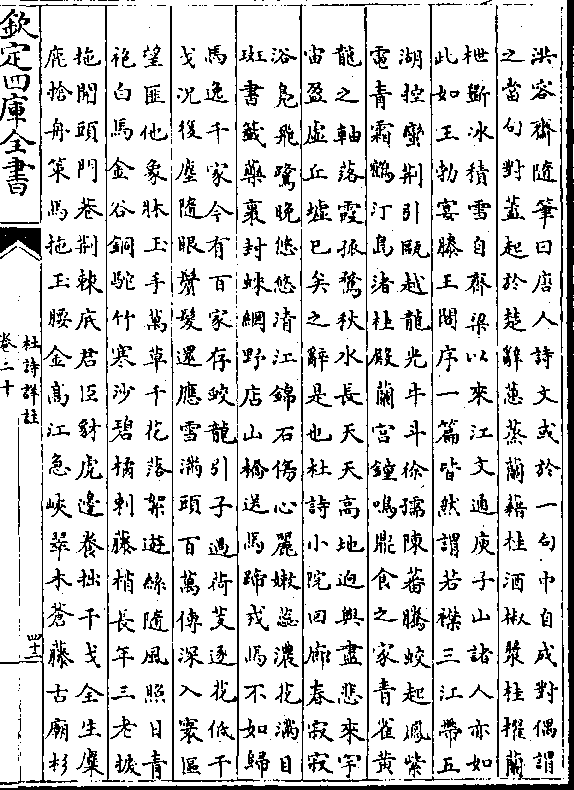 洪容齋隨筆曰唐人詩文或於一句中自成對偶謂
之當句對蓋起於楚辭蕙蒸蘭藉桂酒椒漿桂櫂蘭
枻斲冰積雪自齊梁以來江文通庾子山諸人亦如
此如王勃宴滕王閣序一篇皆然謂若襟三江帶五
湖控蠻荆引甌越龍光牛斗徐孺陳蕃騰蛟起鳳紫
電青霜鶴汀鳧渚桂殿蘭宮鐘鳴鼎食之家青雀黃
龍之軸落霞孤鶩秋水長天天高地迥興盡悲來宇
宙盈虛丘墟已矣之辭是也杜詩小院回廊春寂寂
浴鳧飛鷺晚悠悠清江錦石傷心麗嫩蕊濃花滿目
斑書籤藥裹封蛛網野店山橋送馬蹄戎馬不如歸
馬逸千家今有百家存蛟龍引子過荷芰逐花低干
戈況復塵隨眼鬢髮還應雪滿頭百萬傳深入寰區
望匪他象牀玉手萬草千花落絮遊絲隨風照日青
袍白馬金谷銅駝竹寒沙碧橘刺藤梢長年三老捩
拖開頭門巷荆棘底君臣豺虎邊養拙干戈全生麋
鹿捨舟策馬拖玉腰金高江急峽翠木蒼藤古廟杉
欽定四庫全書
杜詩詳註
卷二十
四十二